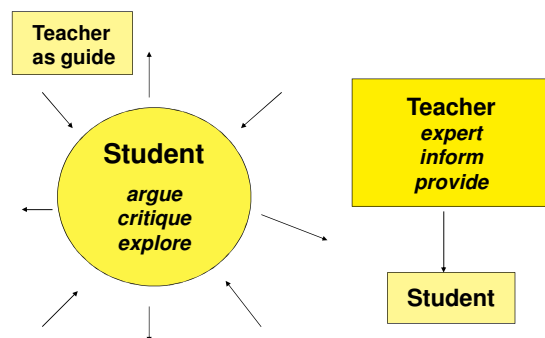 Teacher
as guide
Student
argue
critique
explore
Teacher
expert
inform
provide
Student